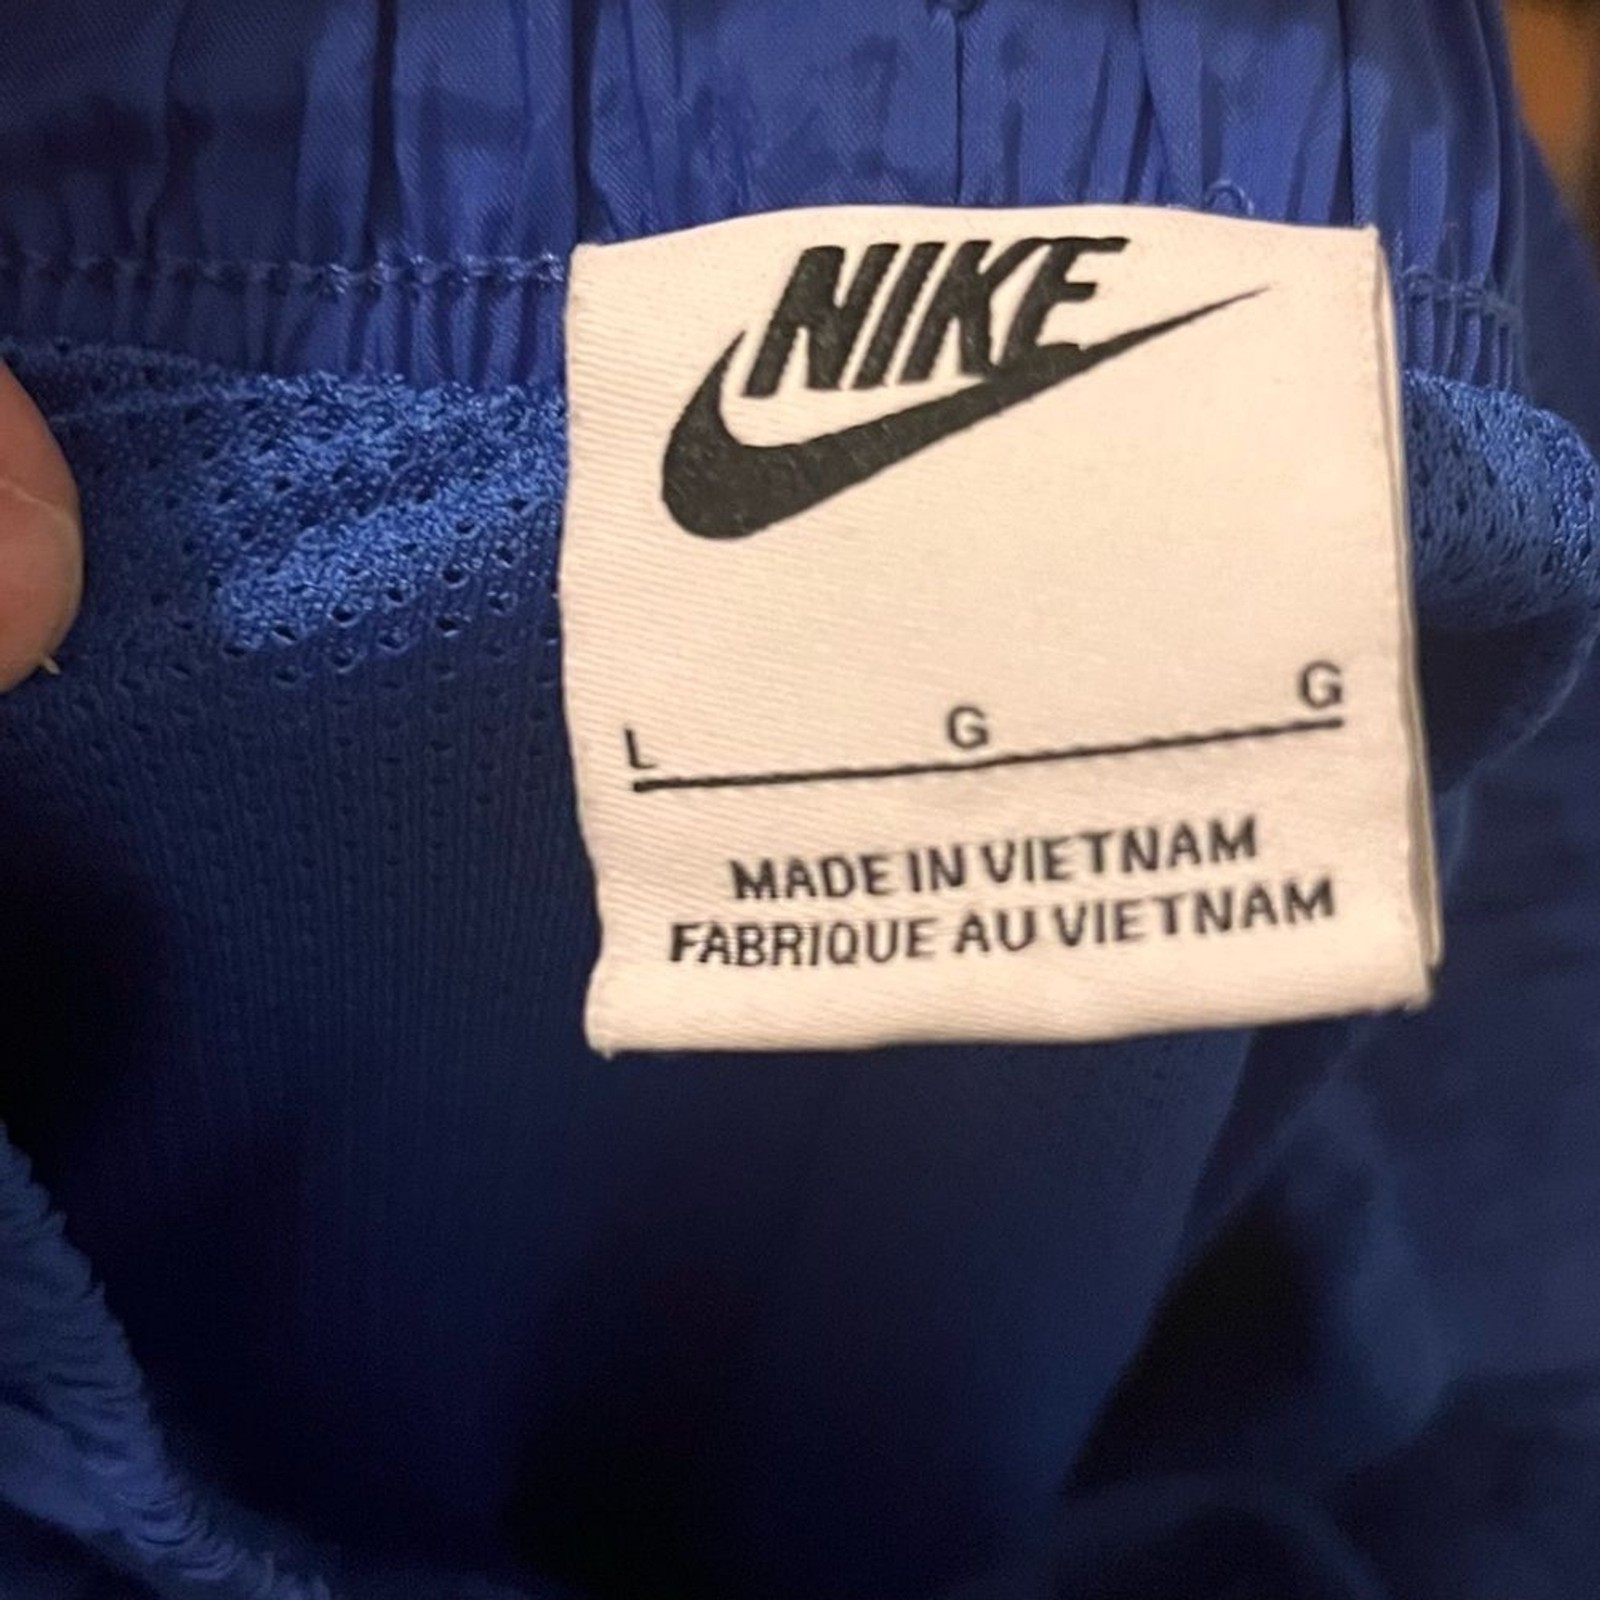 NIKE
L G G
MADE IN VIETNAM
FABRIQUE AU VIETNAM